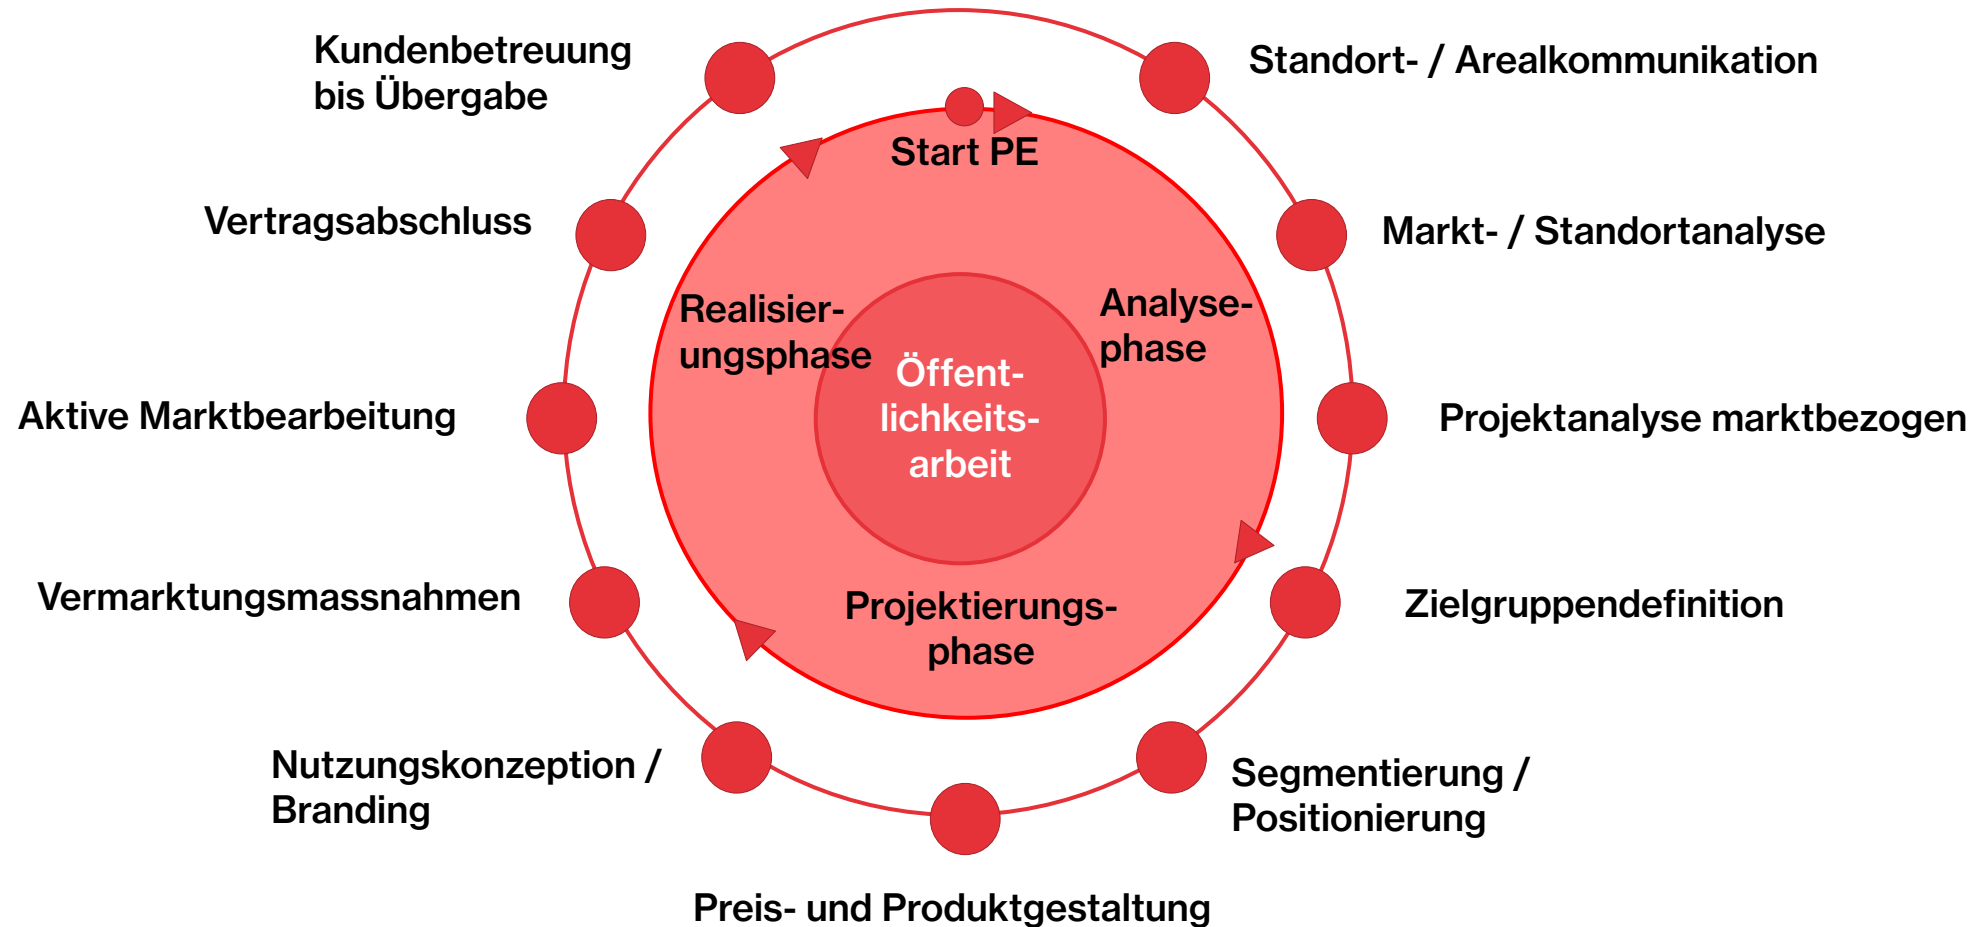 Kundenbetreuung
bis Übergabe
Standort- / Arealkommunikation
Start PE
Vertragsabschluss
Markt- / Standortanalyse
Realisier-
ungsphase
Analyse-
phase
Öffent-
lichkeits-
arbeit
Aktive Marktbearbeitung
Projektanalyse marktbezogen
Vermarktungsmassnahmen
Projektierungs-
phase
Zielgruppendefinition
Nutzungskonzeption /
Branding
Segmentierung /
Positionierung
Preis- und Produktgestaltung